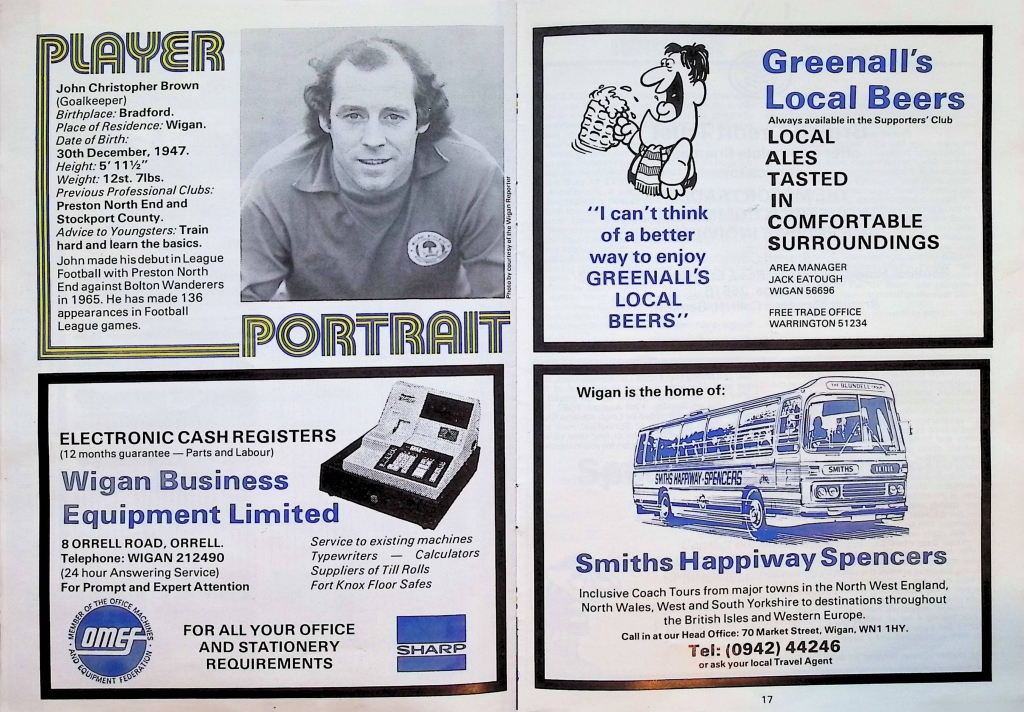 PLAYER
John Christopher Brown
(Goalkeeper)
Birthplace: Bradford.
Place of Residence: Wigan.
Date of Birth:
30th December, 1947.
Height: 5' 11½"
Weight: 12st. 7lbs.
Previous Professional Clubs:
Preston North End and
Stockport County.
Advice to Youngsters: Train
hard and learn the basics.
John made his debut in League
Football with Preston North
End against Bolton Wanderers
in 1965. He has made 136
appearances in Football
League games.
Photo by courtesy of the Wigan Reporter
PORTRAIT
ELECTRONIC CASH REGISTERS
(12 months guarantee — Parts and Labour)
Wigan Business
Equipment Limited
8 ORRELL ROAD, ORRELL.
Telephone: WIGAN 212490
(24 hour Answering Service)
For Prompt and Expert Attention
Service to existing machines
Typewriters — Calculators
Suppliers of Till Rolls
Fort Knox Floor Safes
MEMBER OF THE OFFICE MACHINES
omef
AND EQUIPMENT FEDERATION
FOR ALL YOUR OFFICE
AND STATIONERY
REQUIREMENTS
SHARP
"I can't think
of a better
way to enjoy
GREENALL'S
LOCAL
BEERS"
Greenall's
Local Beers
Always available in the Supporters' Club
LOCAL
ALES
TASTED
IN
COMFORTABLE
SURROUNDINGS
AREA MANAGER
JACK EATOUGH
WIGAN 56696
FREE TRADE OFFICE
WARRINGTON 51234
Wigan is the home of:
THE BLUNDELL
SMITHS HAPPIWAY-SPENCERS
SMITHS
Smiths Happiway Spencers
Inclusive Coach Tours from major towns in the North West England,
North Wales, West and South Yorkshire to destinations throughout
the British Isles and Western Europe.
Call in at our Head Office: 70 Market Street, Wigan, WN1 1HY.
Tel: (0942) 44246
or ask your local Travel Agent
17